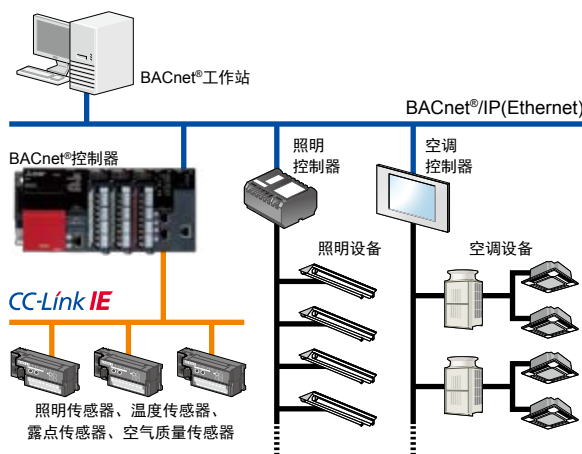 BACnet®工作站
BACnet®/IP(Ethernet)
BACnet®控制器
照明
控制器
空调
控制器
照明设备
空调设备
CC-Link IE
照明传感器、温度传感器、
露点传感器、空气质量传感器